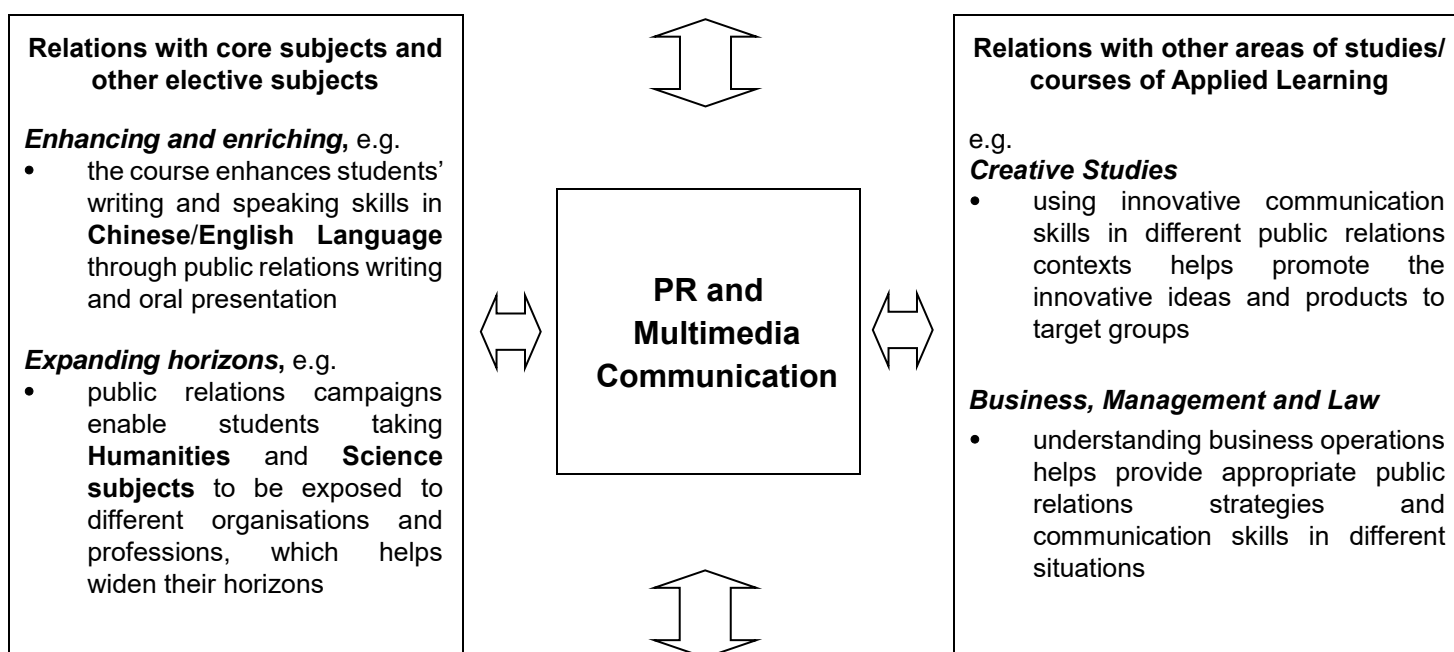 Relations with core subjects and
other elective subjects
Enhancing and enriching, e.g.
• the course enhances students’
writing and speaking skills in
Chinese/English Language
through public relations writing
and oral presentation
Expanding horizons, e.g.
• public relations campaigns
enable students taking
Humanities and Science
subjects to be exposed to
different organisations and
professions, which helps
widen their horizons
PR and
Multimedia
Communication
Relations with other areas of studies/
courses of Applied Learning
e.g.
Creative Studies
• using innovative communication
skills in different public relations
contexts helps promote the
innovative ideas and products to
target groups
Business, Management and Law
• understanding business operations
helps provide appropriate public
relations strategies and
communication skills in different
situations